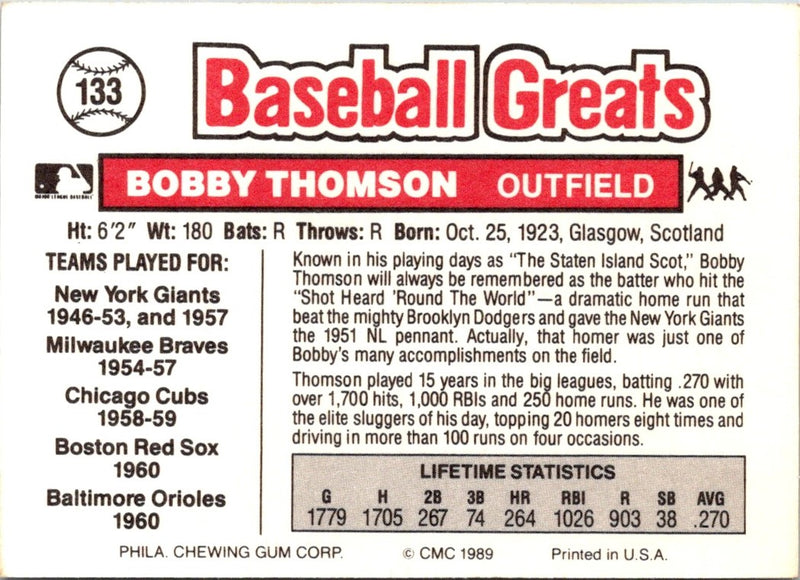 133
Baseball Greats
MAJOR LEAGUE BASEBALL
BOBBY THOMSON OUTFIELD
Ht: 6'2" Wt: 180 Bats: R Throws: R Born: Oct. 25, 1923, Glasgow, Scotland
TEAMS PLAYED FOR:
New York Giants
1946-53, and 1957
Milwaukee Braves
1954-57
Chicago Cubs
1958-59
Boston Red Sox
1960
Baltimore Orioles
1960
Known in his playing days as "The Staten Island Scot," Bobby
Thomson will always be remembered as the batter who hit the
"Shot Heard 'Round The World"—a dramatic home run that
beat the mighty Brooklyn Dodgers and gave the New York Giants
the 1951 NL pennant. Actually, that homer was just one of
Bobby's many accomplishments on the field.
Thomson played 15 years in the big leagues, batting .270 with
over 1,700 hits, 1,000 RBIs and 250 home runs. He was one of
the elite sluggers of his day, topping 20 homers eight times and
driving in more than 100 runs on four occasions.
LIFETIME STATISTICS
G H 2B 3B HR RBI R SB AVG
1779 1705 267 74 264 1026 903 38 .270
PHILA. CHEWING GUM CORP. © CMC 1989 Printed in U.S.A.